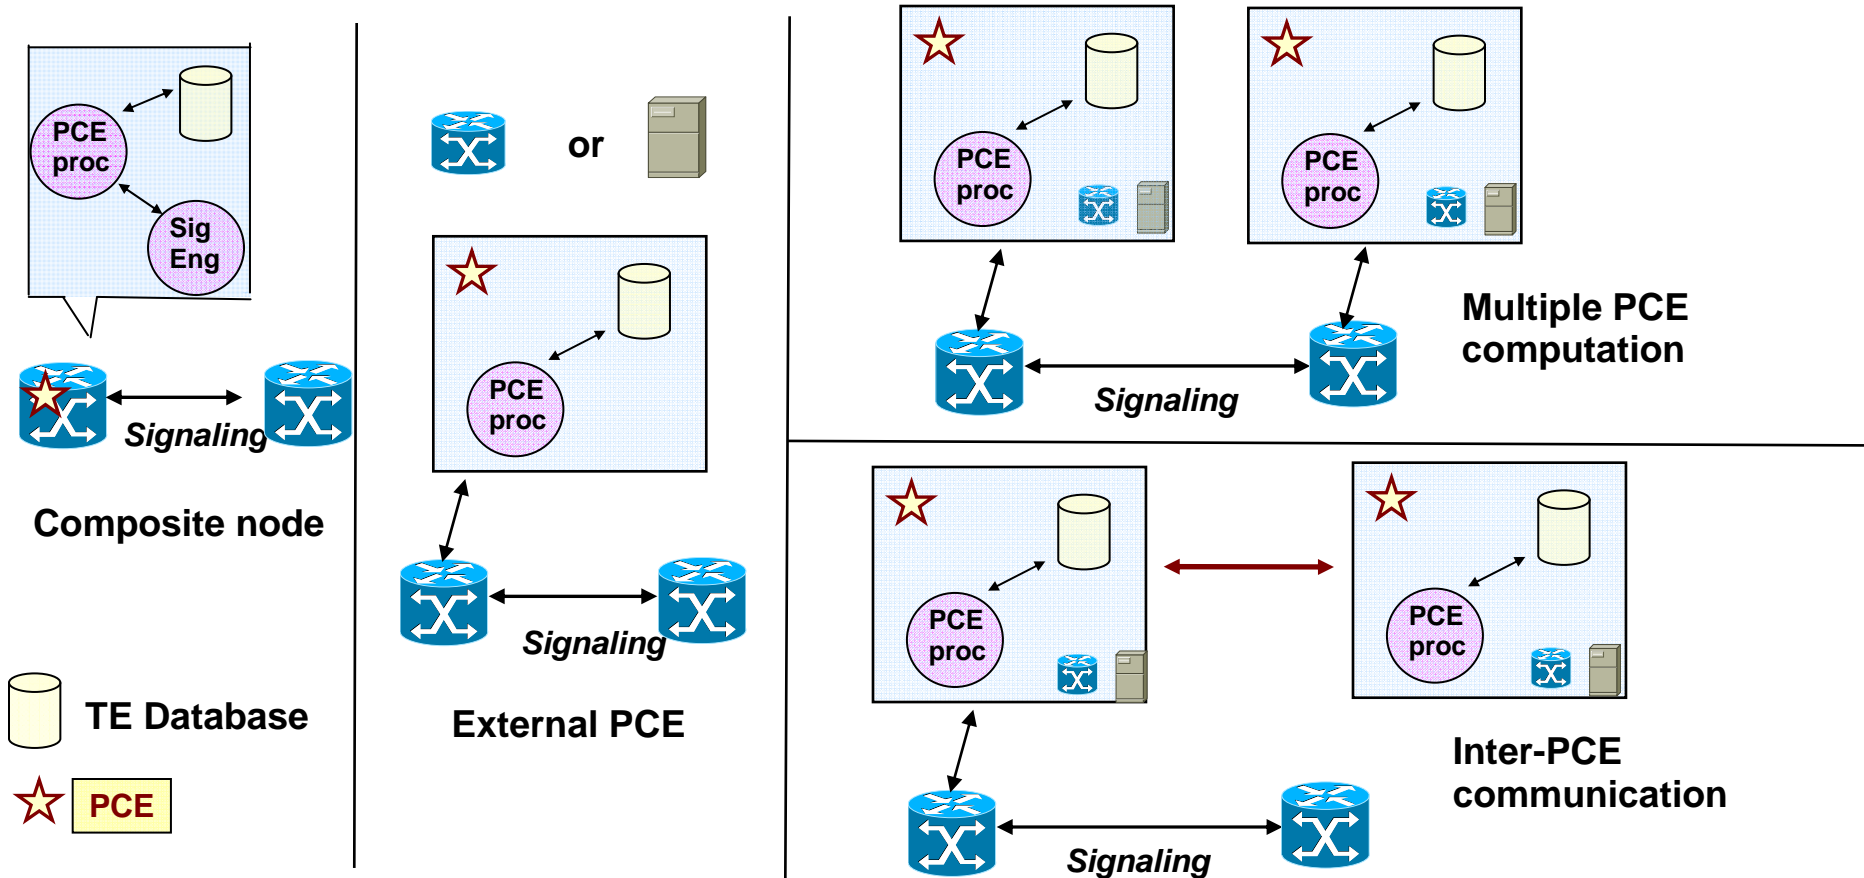 PCE
proc
Sig
Eng
Signaling
Composite node
TE Database
PCE
or
PCE
proc
Signaling
External PCE
PCE
proc
PCE
proc
Signaling
Multiple PCE
computation
PCE
proc
PCE
proc
Signaling
Inter-PCE
communication